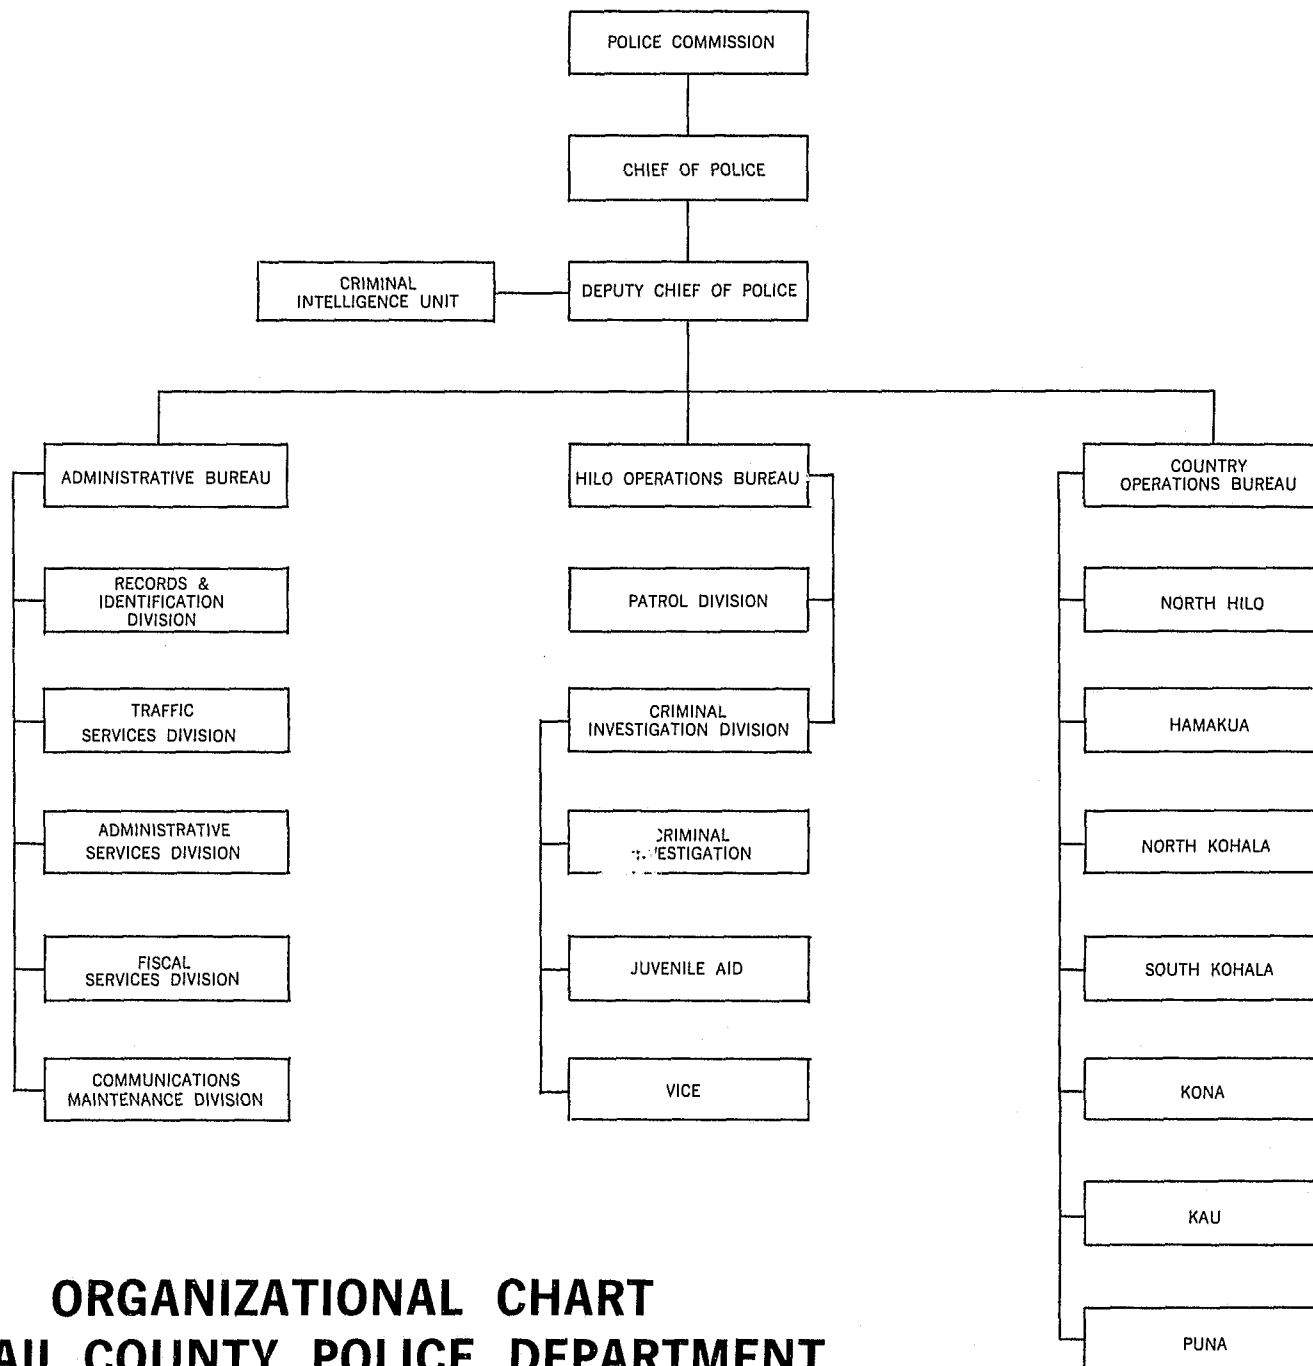 POLICE COMMISSION
CHIEF OF POLICE
CRIMINAL
INTELLIGENCE UNIT
DEPUTY CHIEF OF POLICE
ADMINISTRATIVE BUREAU
RECORDS &
IDENTIFICATION
DIVISION
TRAFFIC
SERVICES DIVISION
ADMINISTRATIVE
SERVICES DIVISION
FISCAL
SERVICES DIVISION
COMMUNICATIONS
MAINTENANCE DIVISION
HILO OPERATIONS BUREAU
PATROL DIVISION
CRIMINAL
INVESTIGATION DIVISION
CRIMINAL
JUVENILE AID
VICE
COUNTRY
OPERATIONS BUREAU
NORTH HILO
HAMAKUA
NORTH KOHALA
SOUTH KOHALA
KONA
KAU
PUNA
ORGANIZATIONAL CHART
COUNTY POLICE DEPARTMENT